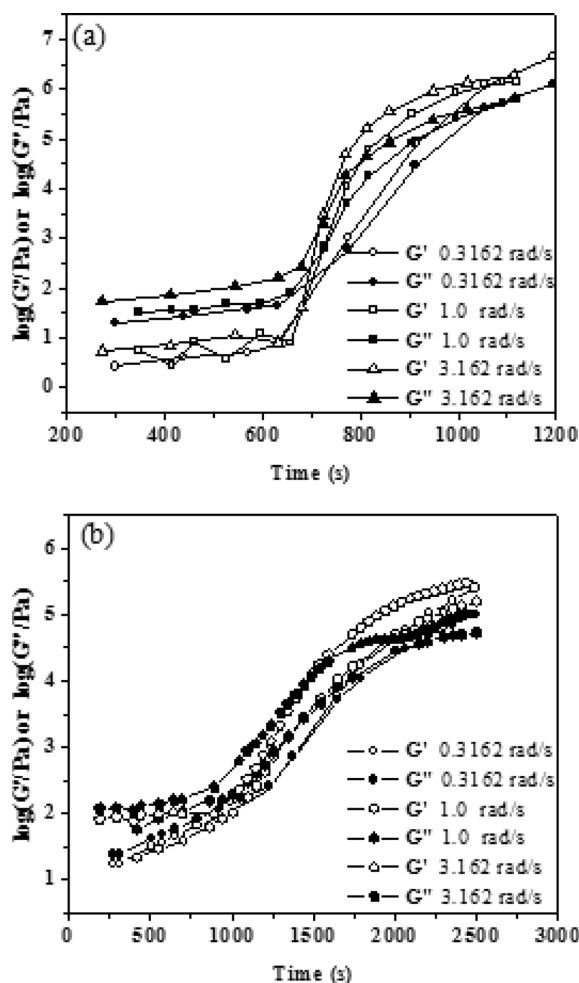 (a)
7
6
5
4
3
2
1
0
log(G'/Pa) or log(G''/Pa)
G' 0.3162 rad/s
G'' 0.3162 rad/s
G' 1.0 rad/s
G'' 1.0 rad/s
G' 3.162 rad/s
G'' 3.162 rad/s
200 400 600 800 1000 1200
Time (s)
(b)
6
5
4
3
2
1
log(G'/Pa) or log(G''/Pa)
G' 0.3162 rad/s
G'' 0.3162 rad/s
G' 1.0 rad/s
G'' 1.0 rad/s
G' 3.162 rad/s
G'' 3.162 rad/s
0 500 1000 1500 2000 2500 3000
Time (s)